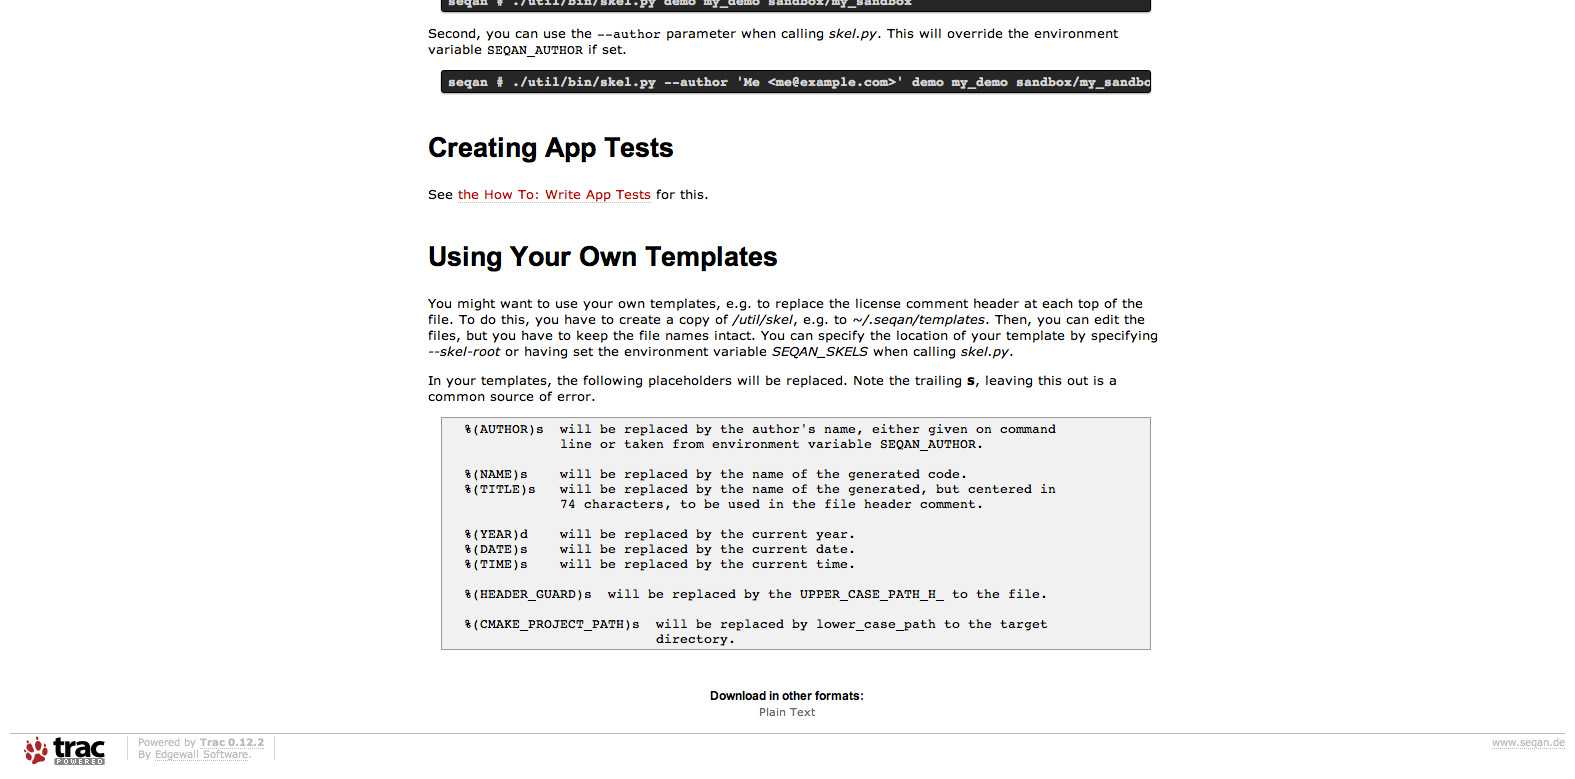 seqan # ./util/bin/skel.py demo my_demo sandbox/my_sandbox
Second, you can use the --author parameter when calling skel.py. This will override the environment
variable SEQAN_AUTHOR if set.
seqan # ./util/bin/skel.py --author 'Me <me@example.com>' demo my_demo sandbox/my_sandbo
Creating App Tests
See the How To: Write App Tests for this.
Using Your Own Templates
You might want to use your own templates, e.g. to replace the license comment header at each top of the
file. To do this, you have to create a copy of /util/skel, e.g. to ~/.seqan/templates. Then, you can edit the
files, but you have to keep the file names intact. You can specify the location of your template by specifying
--skel-root or having set the environment variable SEQAN_SKELS when calling skel.py.
In your templates, the following placeholders will be replaced. Note the trailing s, leaving this out is a
common source of error.
%(AUTHOR)s  will be replaced by the author's name, either given on command
line or taken from environment variable SEQAN_AUTHOR.
%(NAME)s    will be replaced by the name of the generated code.
%(TITLE)s   will be replaced by the name of the generated, but centered in
74 characters, to be used in the file header comment.
%(YEAR)d    will be replaced by the current year.
%(DATE)s    will be replaced by the current date.
%(TIME)s    will be replaced by the current time.
%(HEADER_GUARD)s  will be replaced by the UPPER_CASE_PATH_H_ to the file.
%(CMAKE_PROJECT_PATH)s  will be replaced by lower_case_path to the target
directory.
Download in other formats:
Plain Text
trac
POWERED
Powered by Trac 0.12.2
By Edgewall Software.
www.seqan.de